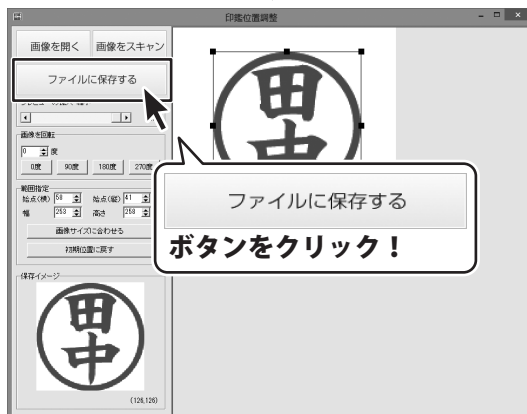 印鑑位置調整
画像を開く 画像をスキャン
ファイルに保存する
画像を回転
0 度
0度 90度 180度 270度
範囲指定
始点(横) 58 始点(縦) 41
幅 253 高さ 258
画像サイズに合わせる
初期位置に戻す
保存イメージ
田中
(126,126)
田中
ファイルに保存する
ボタンをクリック！